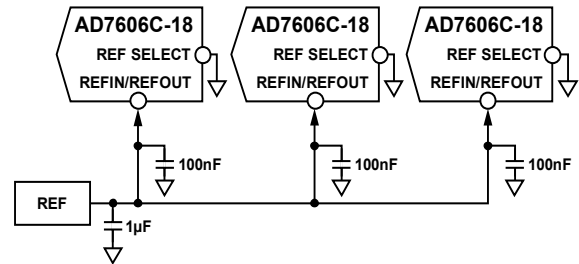 AD7606C-18
REF SELECT
REFIN/REFOUT
AD7606C-18
REF SELECT
REFIN/REFOUT
AD7606C-18
REF SELECT
REFIN/REFOUT
100nF
100nF
100nF
REF
1µF